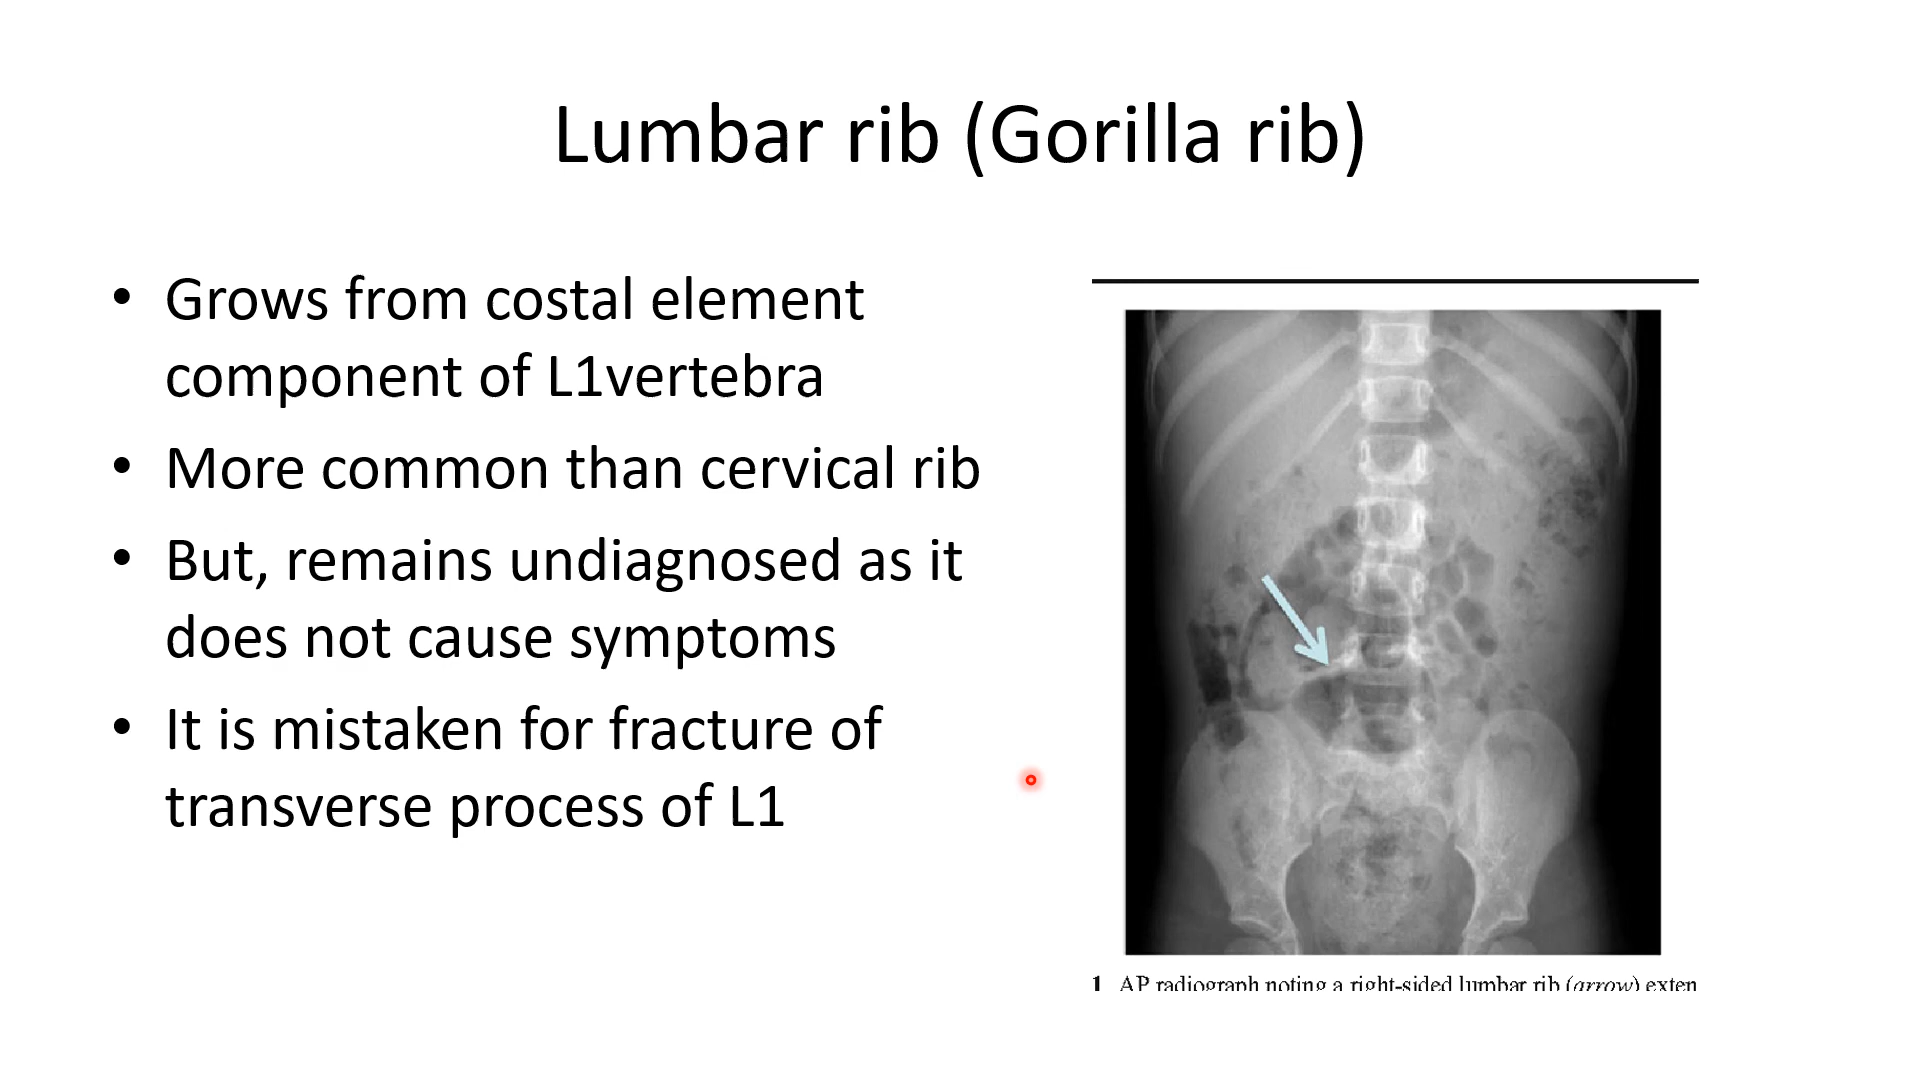 Lumbar rib (Gorilla rib)
• Grows from costal element
component of L1vertebra
• More common than cervical rib
• But, remains undiagnosed as it
does not cause symptoms
• It is mistaken for fracture of
transverse process of L1
1 AP radiograph noting a right-sided lumbar rib (arrow) exten